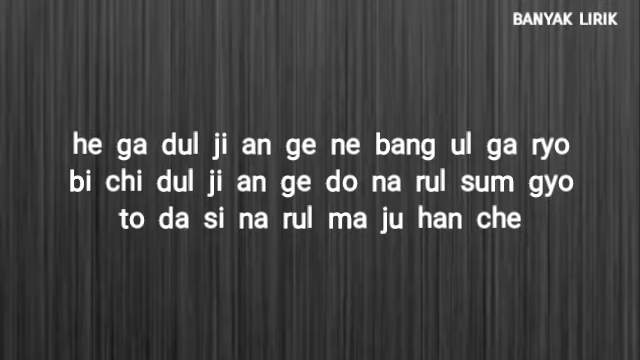 BANYAK LIRIK
he ga dul ji an ge ne bang ul ga ryo
bi chi dul ji an ge do na rul sum gyo
to da si na rul ma ju han che